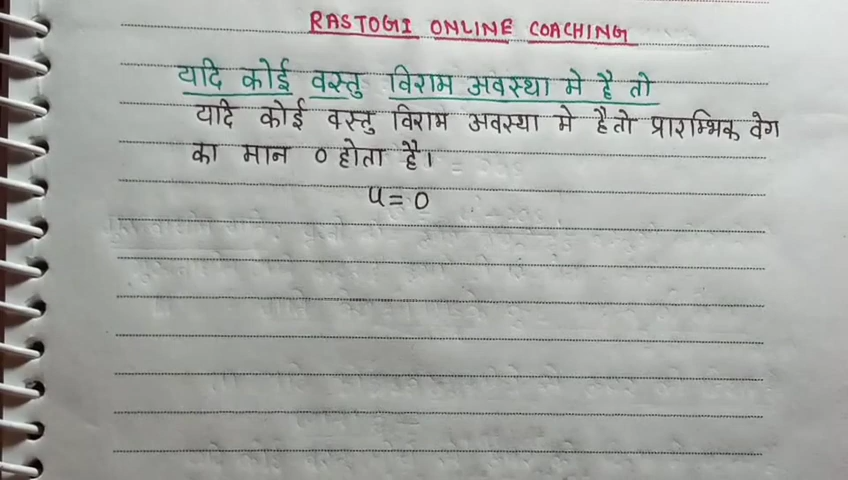 RASTOGI ONLINE COACHING
यदि कोई वस्तु विराम अवस्था मे है तो
यदि कोई वस्तु विराम अवस्था मे है तो प्रारम्भिक वेग
का मान 0 होता है।
u = 0